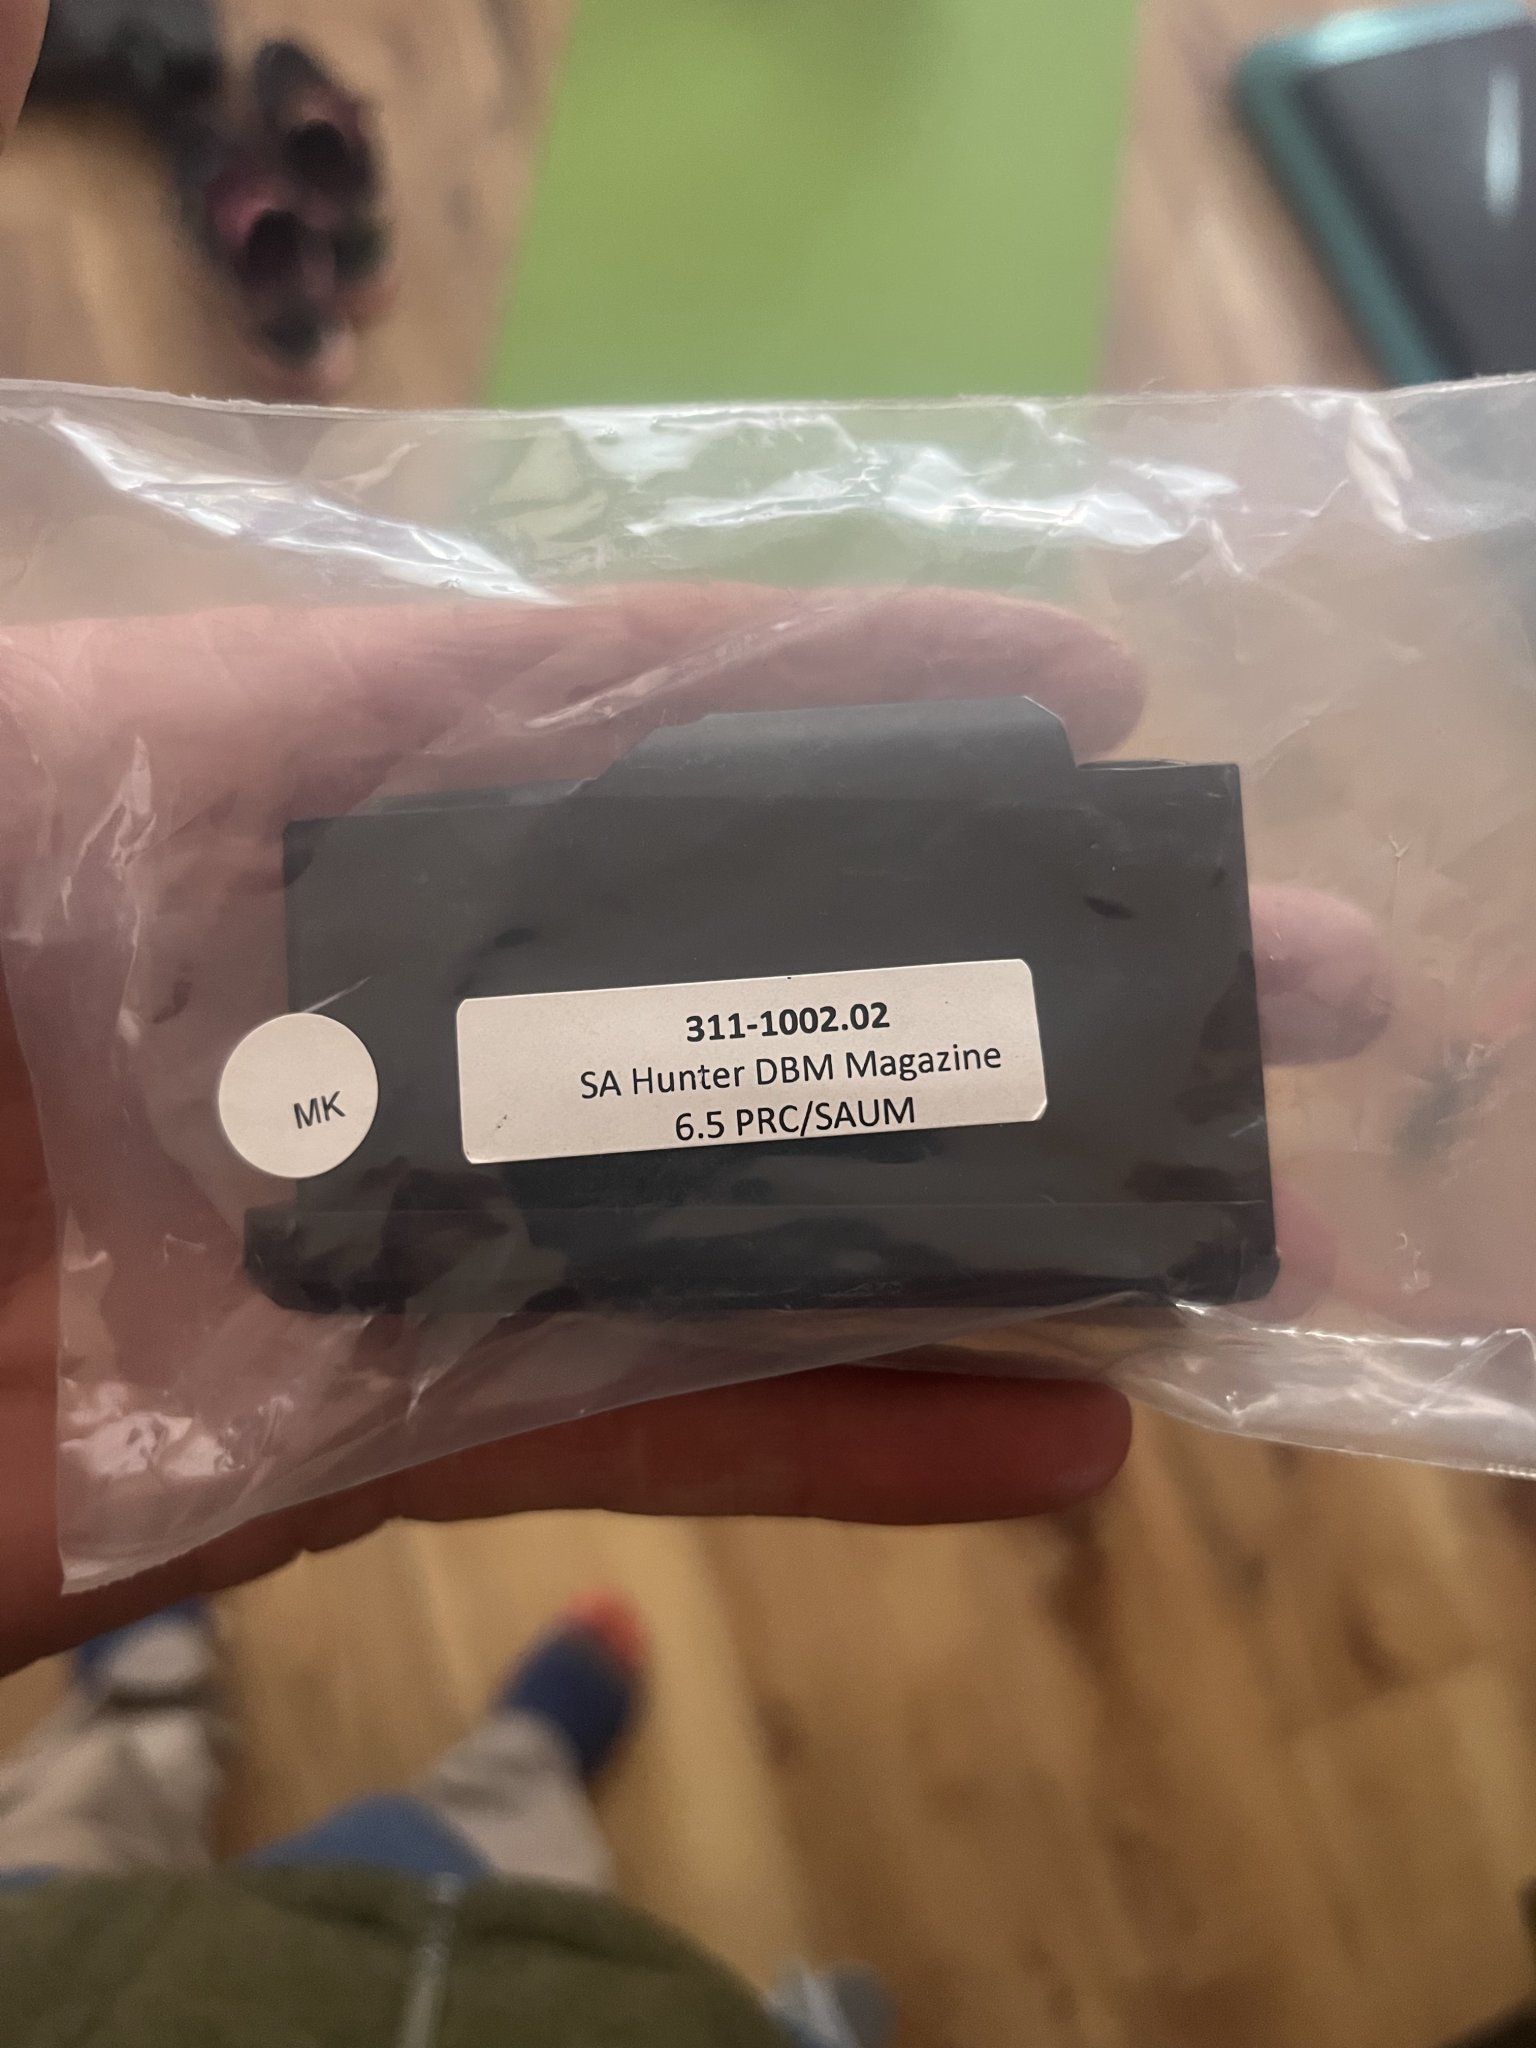 311-1002.02
SA Hunter DBM Magazine
6.5 PRC/SAUM
MK